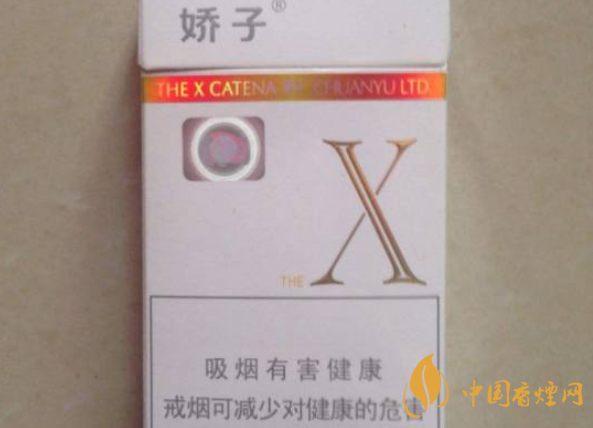 娇子®
THE X CATENA BY CHUANYU LTD
THE X
吸烟有害健康
戒烟可减少对健康的危害
中国香烟网